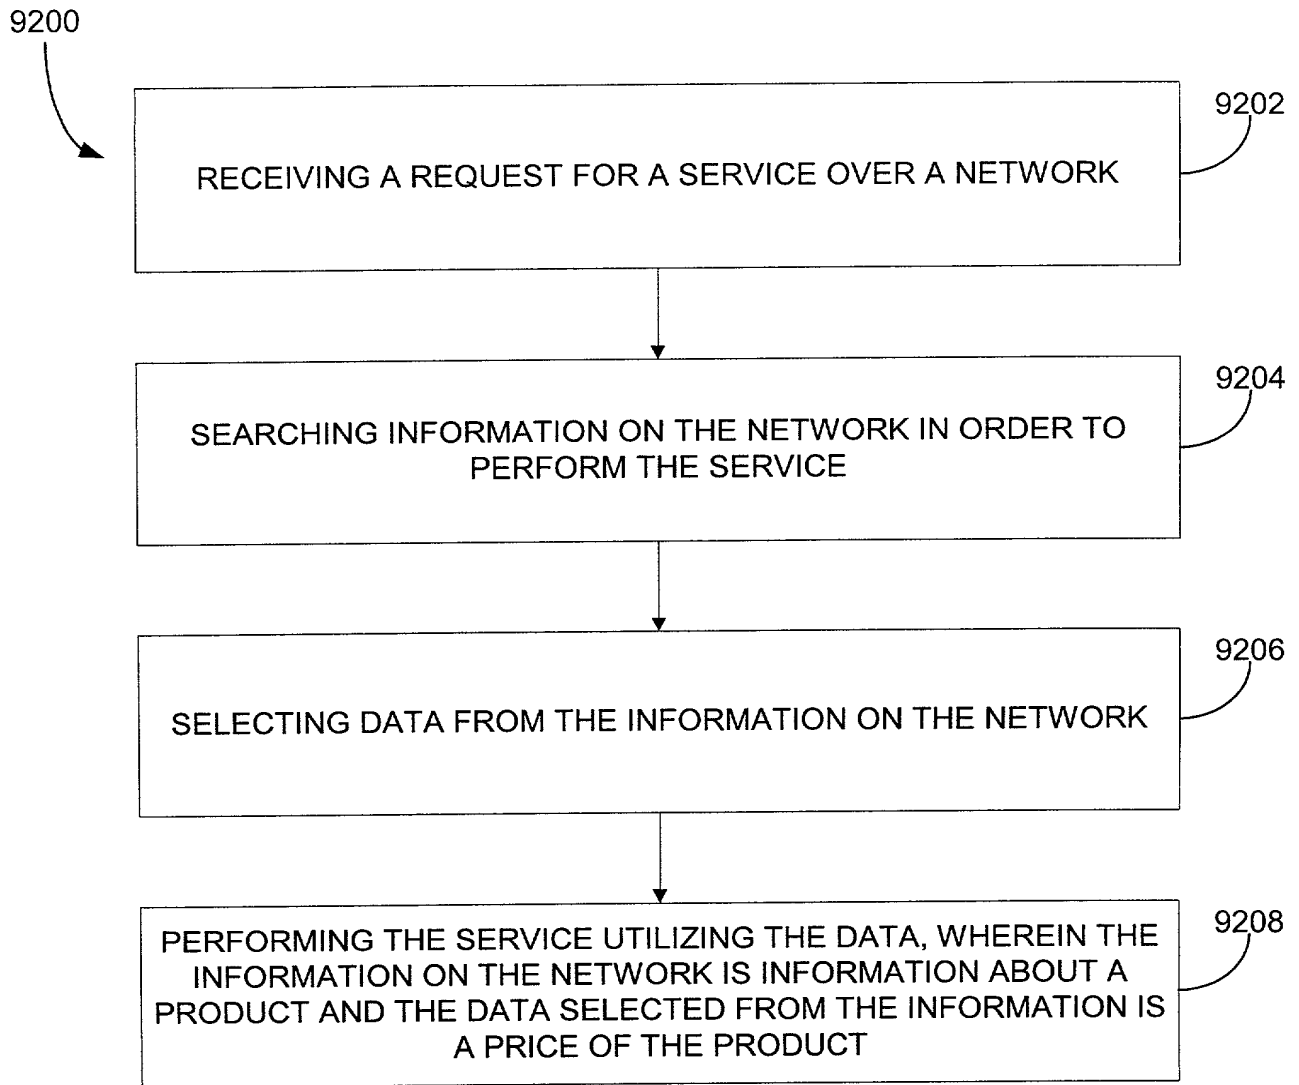 9200
9202
RECEIVING A REQUEST FOR A SERVICE OVER A NETWORK
9204
SEARCHING INFORMATION ON THE NETWORK IN ORDER TO
PERFORM THE SERVICE
9206
SELECTING DATA FROM THE INFORMATION ON THE NETWORK
9208
PERFORMING THE SERVICE UTILIZING THE DATA, WHEREIN THE
INFORMATION ON THE NETWORK IS INFORMATION ABOUT A
PRODUCT AND THE DATA SELECTED FROM THE INFORMATION IS
A PRICE OF THE PRODUCT